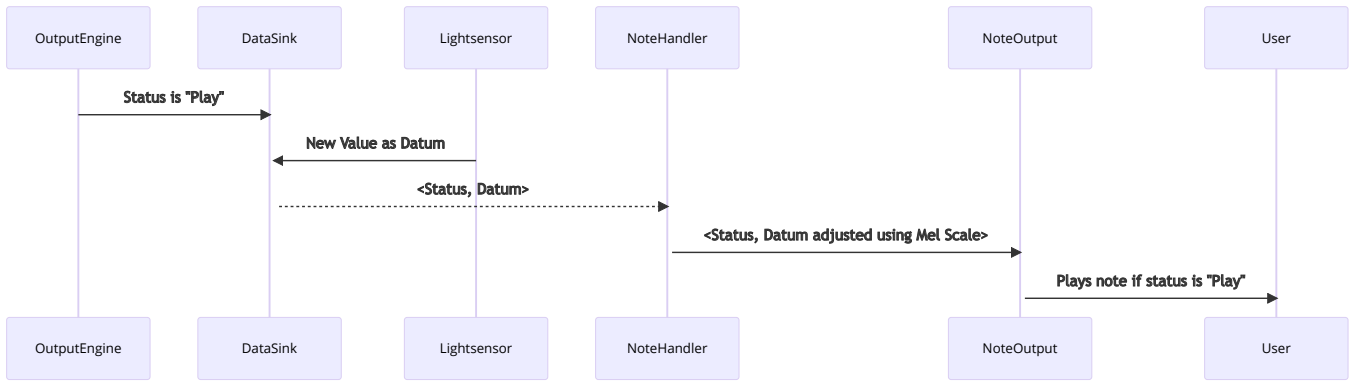 OutputEngine
DataSink
Lightsensor
NoteHandler
NoteOutput
User
Status is "Play"
New Value as Datum
<Status, Datum>
<Status, Datum adjusted using Mel Scale>
Plays note if status is "Play"
OutputEngine
DataSink
Lightsensor
NoteHandler
NoteOutput
User